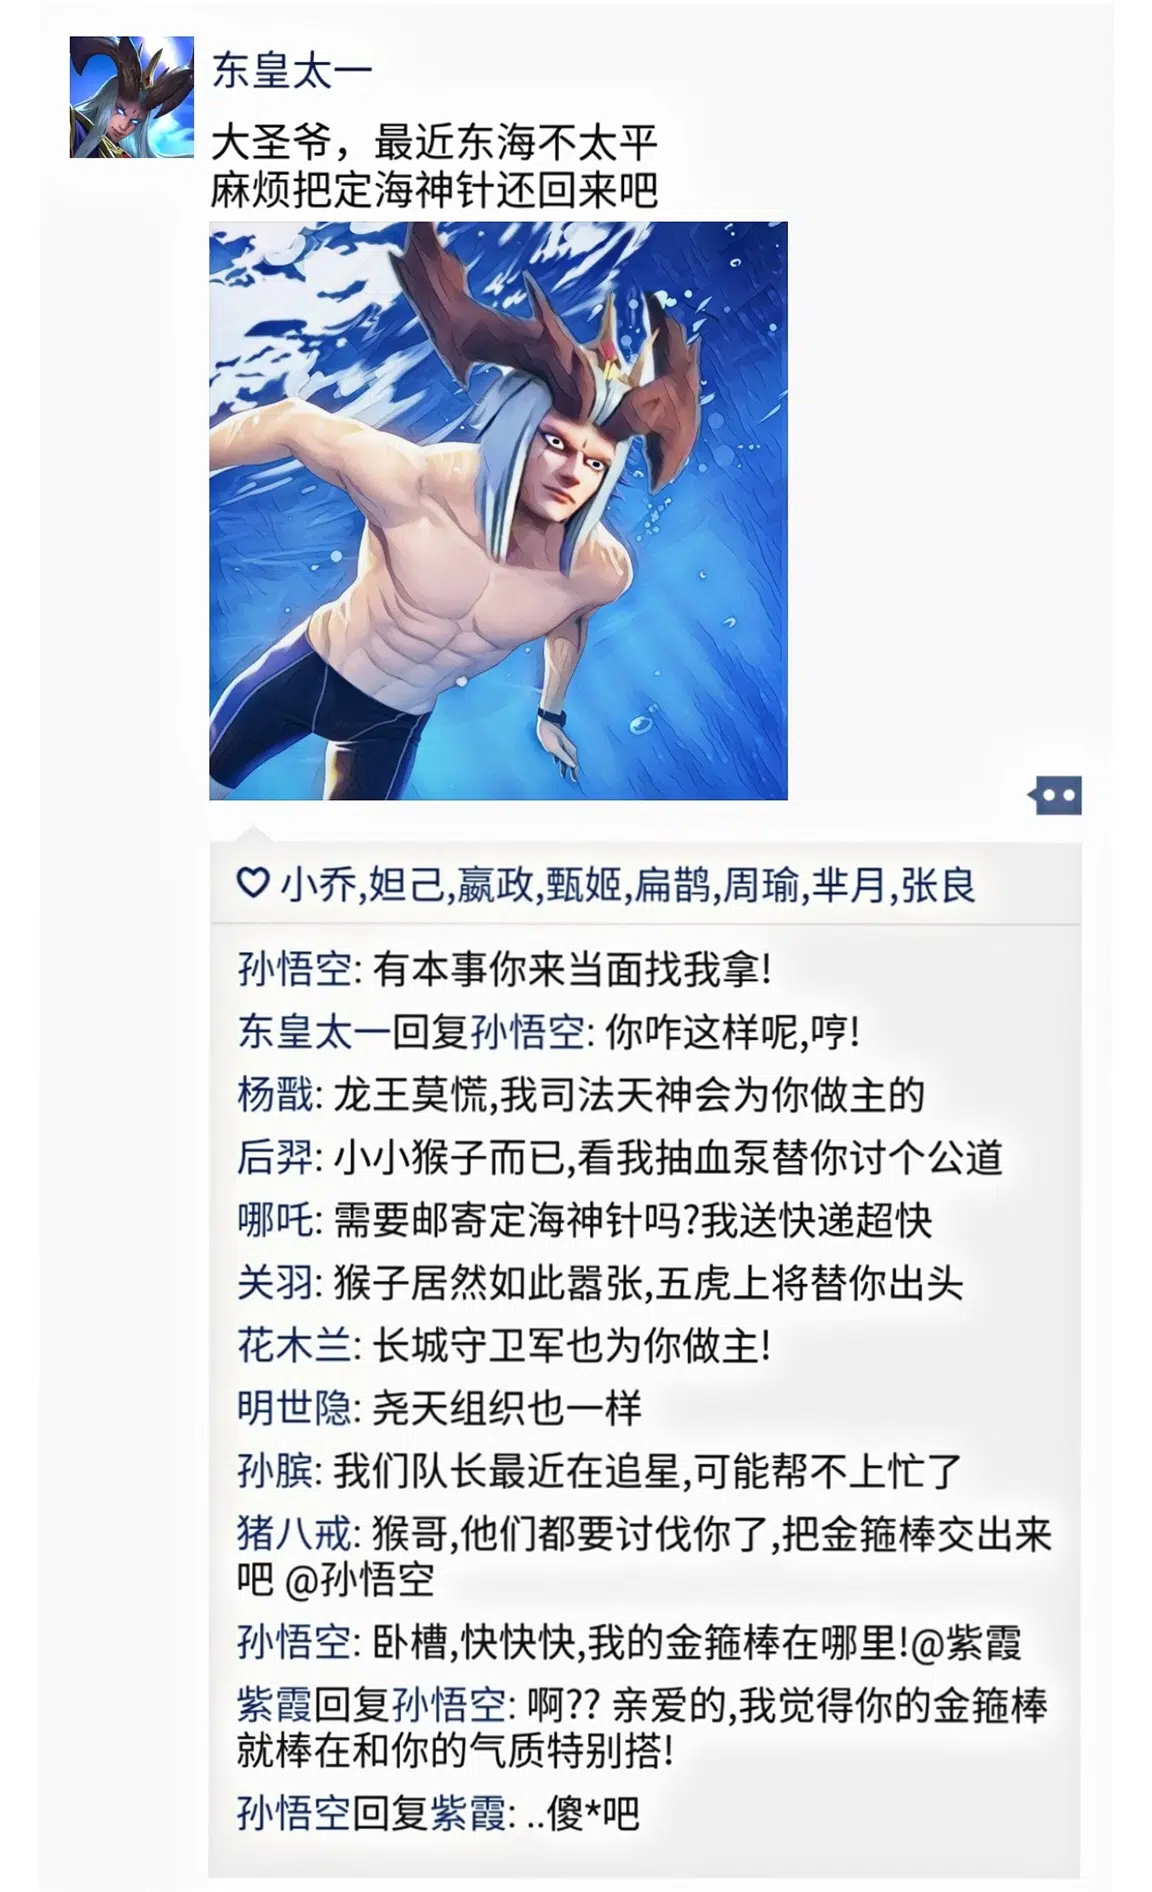 东皇太一
大圣爷，最近东海不太平
麻烦把定海神针还回来吧
小乔,妲己,嬴政,甄姬,扁鹊,周瑜,芈月,张良
孙悟空: 有本事你来当面找我拿!
东皇太一回复孙悟空: 你咋这样呢,哼!
杨戬: 龙王莫慌,我司法天神会为你做主的
后羿: 小小猴子而已,看我抽血泵替你讨个公道
哪吒: 需要邮寄定海神针吗?我送快递超快
关羽: 猴子居然如此嚣张,五虎上将替你出头
花木兰: 长城守卫军也为你做主!
明世隐: 尧天组织也一样
孙膑: 我们队长最近在追星,可能帮不上忙了
猪八戒: 猴哥,他们都要讨伐你了,把金箍棒交出来
吧 @孙悟空
孙悟空: 卧槽,快快快,我的金箍棒在哪里!@紫霞
紫霞回复孙悟空: 啊?? 亲爱的,我觉得你的金箍棒
就棒在和你的气质特别搭!
孙悟空回复紫霞: ..傻*吧